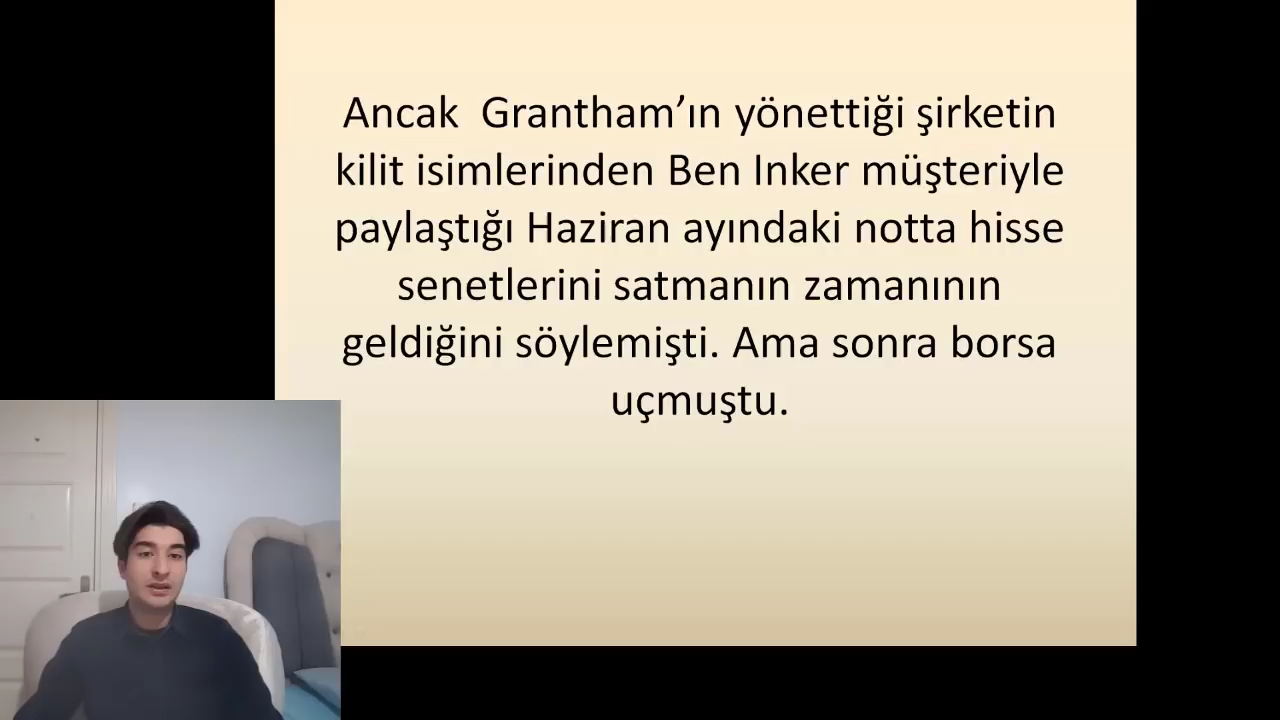 Ancak  Grantham’ın yönettiği şirketin
kilit isimlerinden Ben Inker müşteriyle
paylaştığı Haziran ayındaki notta hisse
senetlerini satmanın zamanının
geldiğini söylemişti. Ama sonra borsa
uçmuştu.